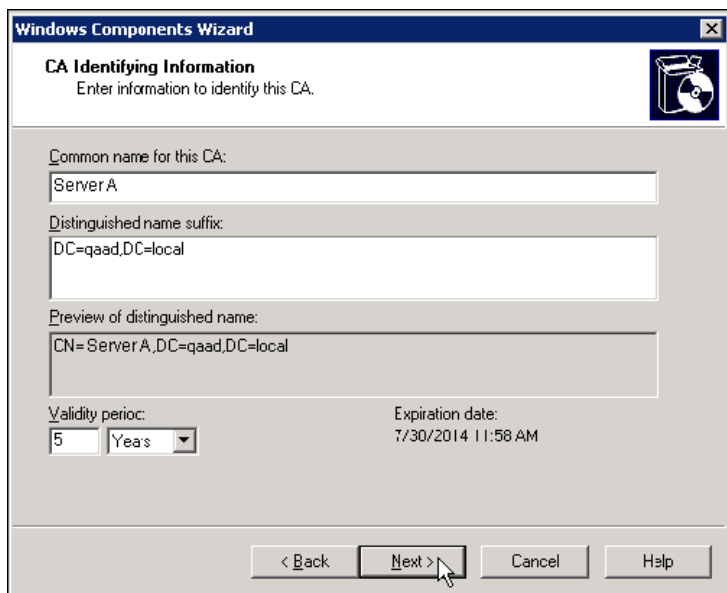 Windows Components Wizard
CA Identifying Information
Enter information to identify this CA.
Common name for this CA:
Server A
Distinguished name suffix:
DC=qaad,DC=local
Preview of distinguished name:
CN=Server A,DC=qaad,DC=local
Validity period: Expiration date:
5 Years 7/30/2014 11:58 AM
< Back Next > Cancel Help